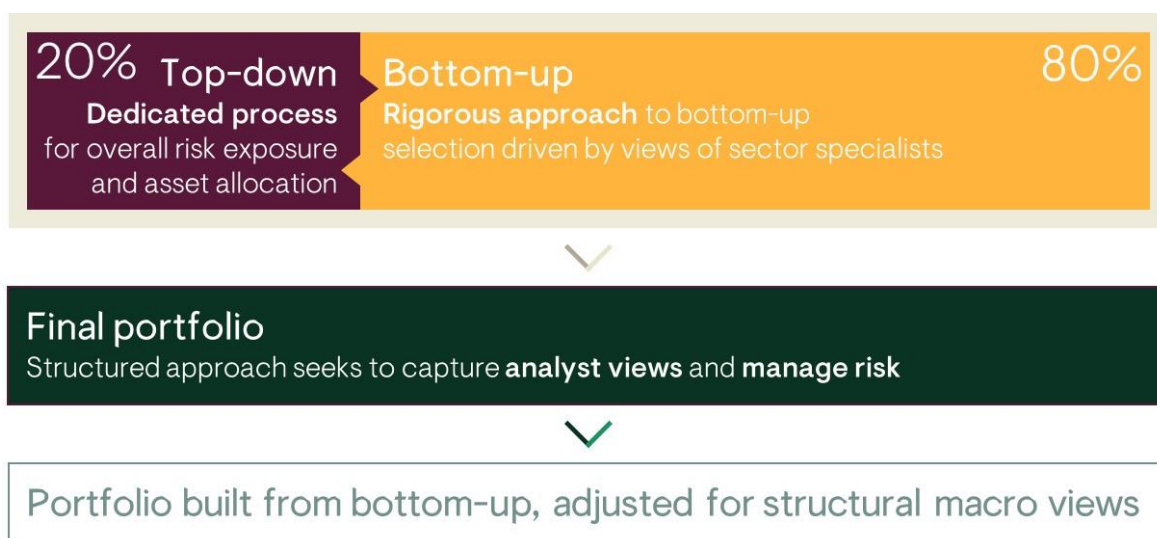 20%
Top-down
Dedicated process
for overall risk exposure
and asset allocation
Bottom-up
80%
Rigorous approach to bottom-up
selection driven by views of sector specialists
Final portfolio
Structured approach seeks to capture analyst views and manage risk
Portfolio built from bottom-up, adjusted for structural macro views